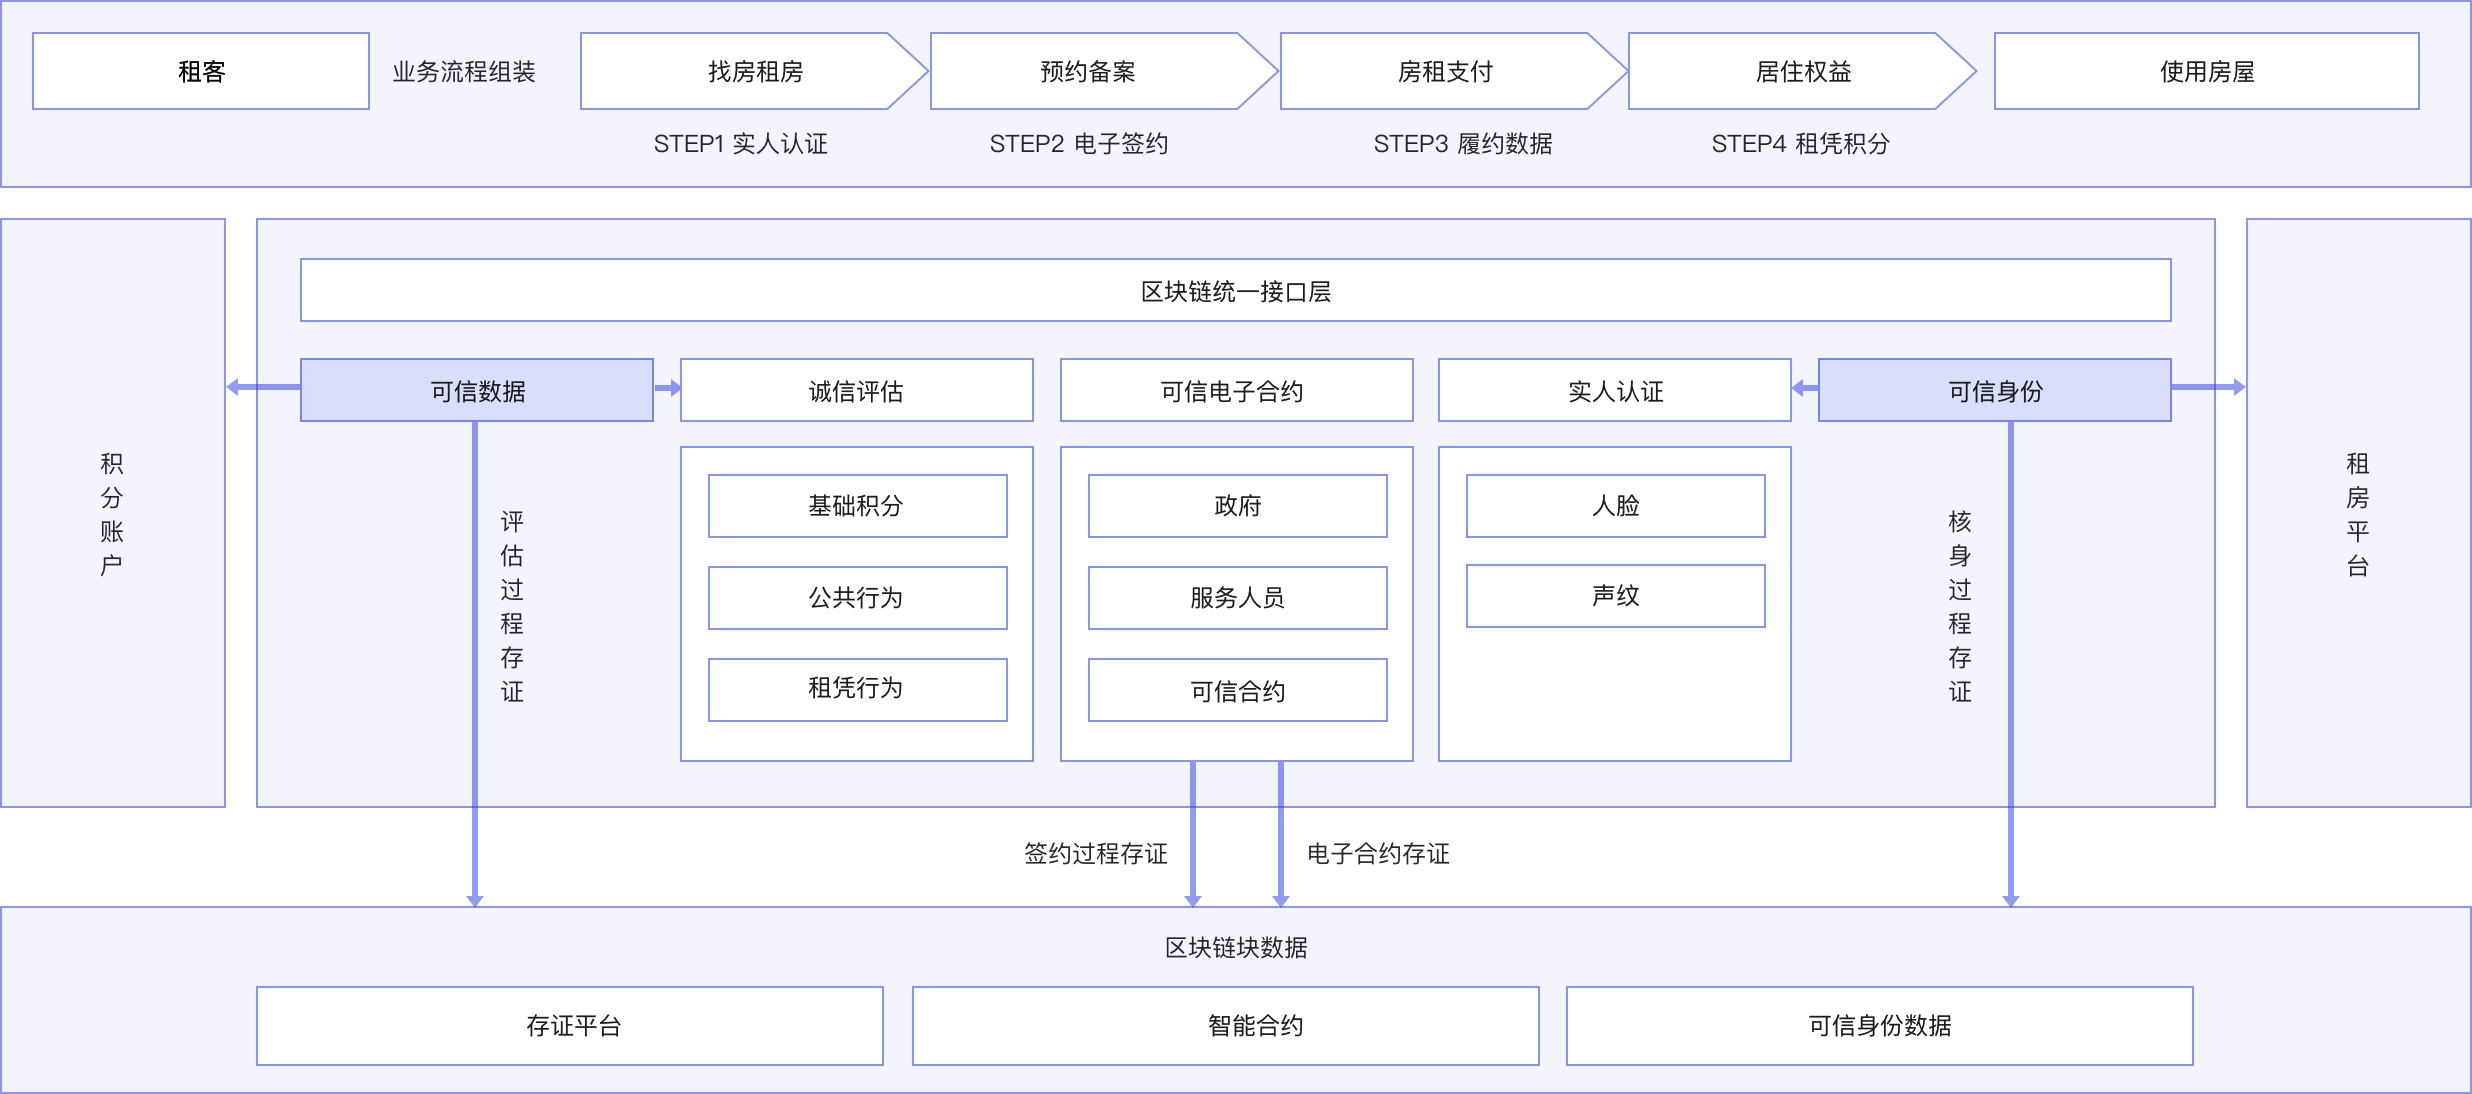 租客
业务流程组装
找房租房
预约备案
房租支付
居住权益
使用房屋
STEP1 实人认证
STEP2 电子签约
STEP3 履约数据
STEP4 租凭积分
积分账户
区块链统一接口层
可信数据
诚信评估
可信电子合约
实人认证
可信身份
评估过程存证
基础积分
公共行为
租凭行为
政府
服务人员
可信合约
人脸
声纹
核身过程存证
租房平台
签约过程存证
电子合约存证
区块链块数据
存证平台
智能合约
可信身份数据